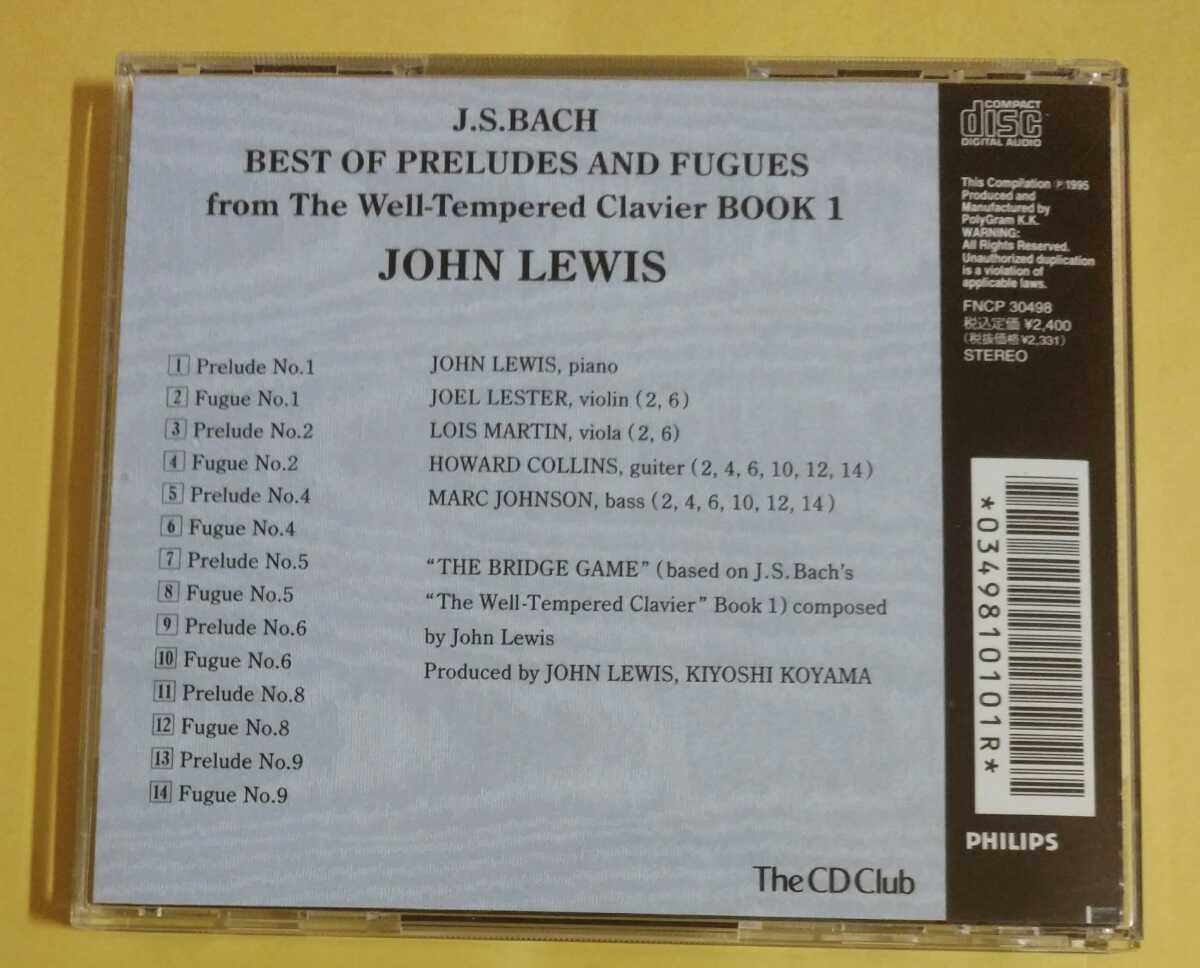 J.S.BACH
BEST OF PRELUDES AND FUGUES
from The Well-Tempered Clavier BOOK 1
JOHN LEWIS
1 Prelude No.1
2 Fugue No.1
3 Prelude No.2
4 Fugue No.2
5 Prelude No.4
6 Fugue No.4
7 Prelude No.5
8 Fugue No.5
9 Prelude No.6
10 Fugue No.6
11 Prelude No.8
12 Fugue No.8
13 Prelude No.9
14 Fugue No.9
JOHN LEWIS, piano
JOEL LESTER, violin (2, 6)
LOIS MARTIN, viola (2, 6)
HOWARD COLLINS, guiter (2, 4, 6, 10, 12, 14)
MARC JOHNSON, bass (2, 4, 6, 10, 12, 14)
“THE BRIDGE GAME” (based on J.S.Bach's
“The Well-Tempered Clavier” Book 1) composed
by John Lewis
Produced by JOHN LEWIS, KIYOSHI KOYAMA
The CD Club
COMPACT
disc
DIGITAL AUDIO
This Compilation ℗1995
Produced and
Manufactured by
PolyGram K.K.
WARNING:
All Rights Reserved.
Unauthorized duplication
is a violation of
applicable laws.
FNCP 30498
税込定価 ¥2,400
(税抜価格¥2,331)
STEREO
*0349810101R*
PHILIPS